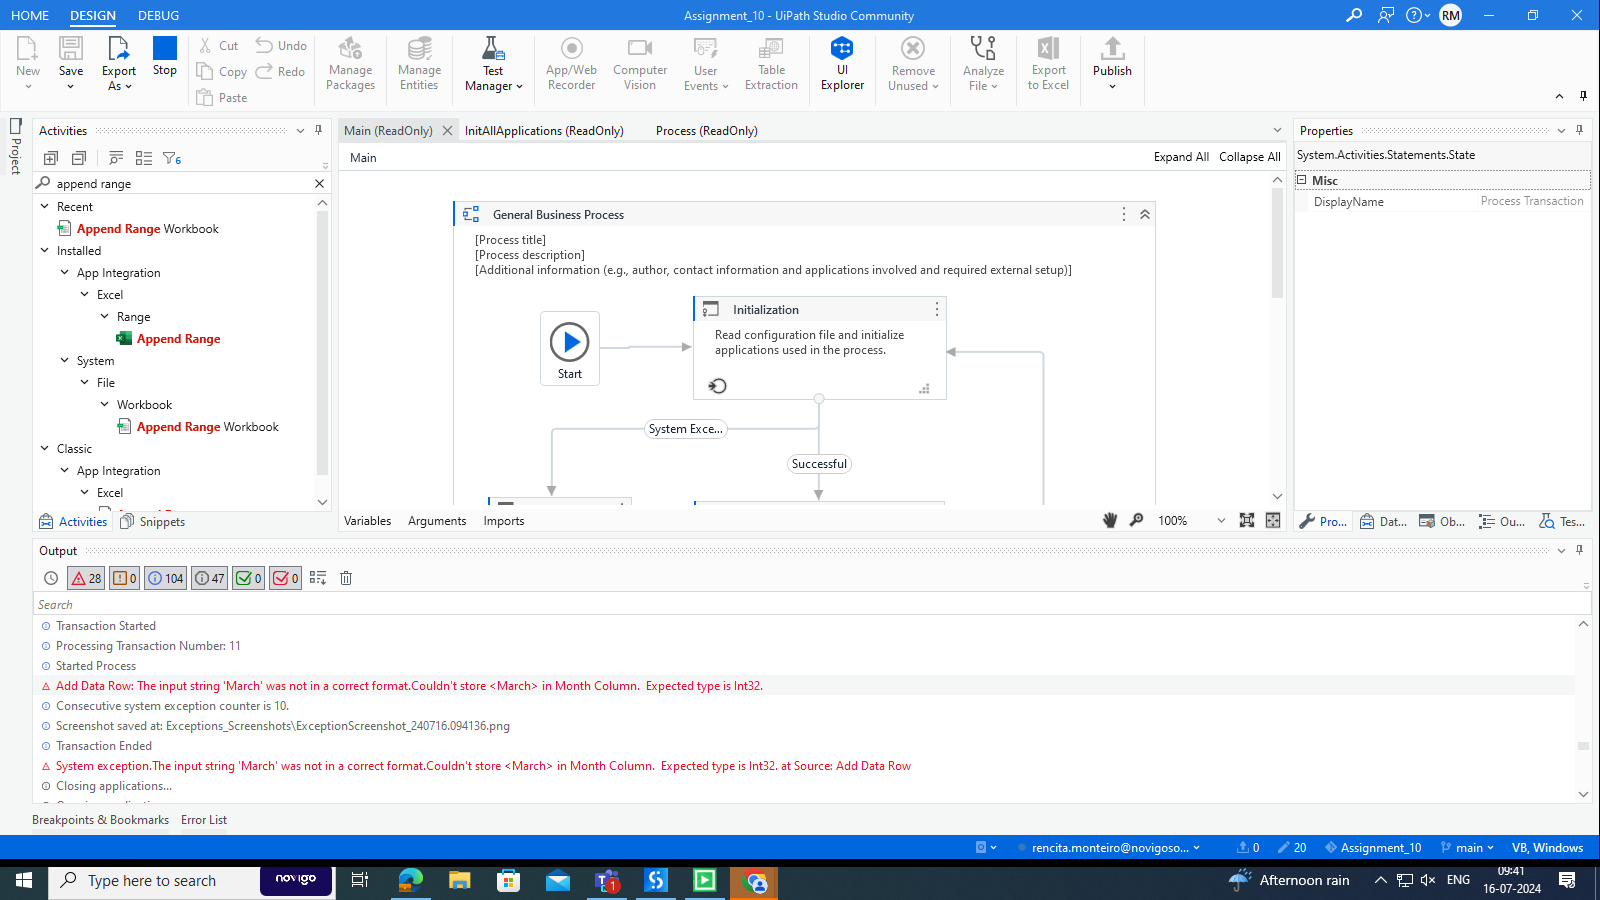 HOME DESIGN DEBUG
Assignment_10 - UiPath Studio Community
RM
New
Save
Export As
Stop
Cut
Copy
Paste
Undo
Redo
Manage Packages
Manage Entities
Test Manager
App/Web Recorder
Computer Vision
User Events
Table Extraction
UI Explorer
Remove Unused
Analyze File
Export to Excel
Publish
Project
Activities
6
append range
Recent
Append Range Workbook
Installed
App Integration
Excel
Range
Append Range
System
File
Workbook
Append Range Workbook
Classic
App Integration
Excel
Activities Snippets
Main (ReadOnly) InitAllApplications (ReadOnly) Process (ReadOnly)
Main Expand All Collapse All
General Business Process
[Process title]
[Process description]
[Additional information (e.g., author, contact information and applications involved and required external setup)]
Start
Initialization
Read configuration file and initialize
applications used in the process.
System Exce...
Successful
Variables Arguments Imports 100%
Properties
System.Activities.Statements.State
Misc
DisplayName Process Transaction
Pro... Dat... Ob... Ou... Tes...
Output
28 0 104 47 0 0
Search
Transaction Started
Processing Transaction Number: 11
Started Process
Add Data Row: The input string 'March' was not in a correct format.Couldn't store <March> in Month Column.  Expected type is Int32.
Consecutive system exception counter is 10.
Screenshot saved at: Exceptions_Screenshots\ExceptionScreenshot_240716.094136.png
Transaction Ended
System exception.The input string 'March' was not in a correct format.Couldn't store <March> in Month Column.  Expected type is Int32. at Source: Add Data Row
Closing applications...
Breakpoints & Bookmarks Error List
rencita.monteiro@novigoso... 0 20 Assignment_10 main VB, Windows
Type here to search
novigo
1
Afternoon rain
ENG
09:41
16-07-2024